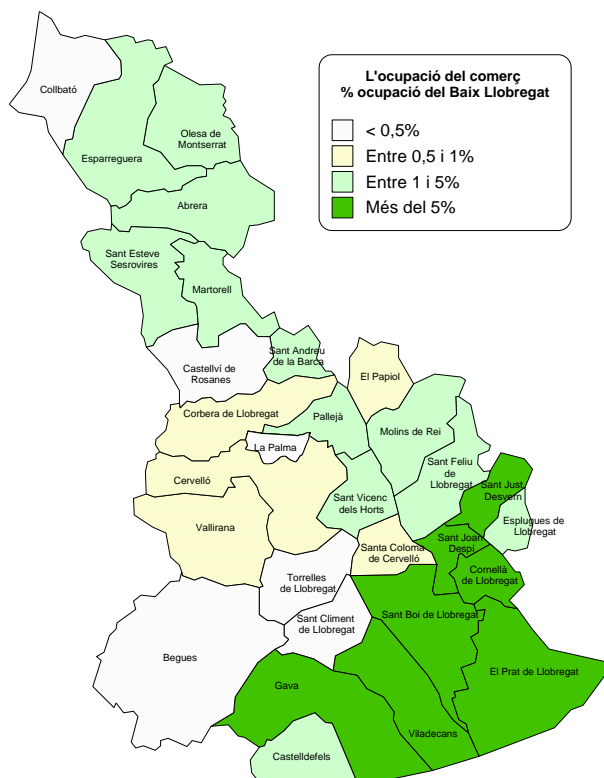 L'ocupació del comerç
% ocupació del Baix Llobregat
< 0,5%
Entre 0,5 i 1%
Entre 1 i 5%
Més del 5%
Collbató
Olesa de
Montserrat
Esparreguera
Abrera
Sant Esteve
Sesrovires
Martorell
Sant Andreu
de la Barca
Castellví de
Rosanes
El Papiol
Corbera de Llobregat
Pallejà
Molins de Rei
La Palma
Sant Feliu
de Llobregat
Cervelló
Sant Just
Desvern
Sant Vicenc
dels Horts
Esplugues de
Llobregat
Vallirana
Sant Joan
Despí
Santa Coloma
de Cervelló
Cornellà
de Llobregat
Torrelles
de Llobregat
Sant Climent
de Llobregat
Sant Boi de Llobregat
Begues
El Prat de Llobregat
Gava
Viladecans
Castelldefels